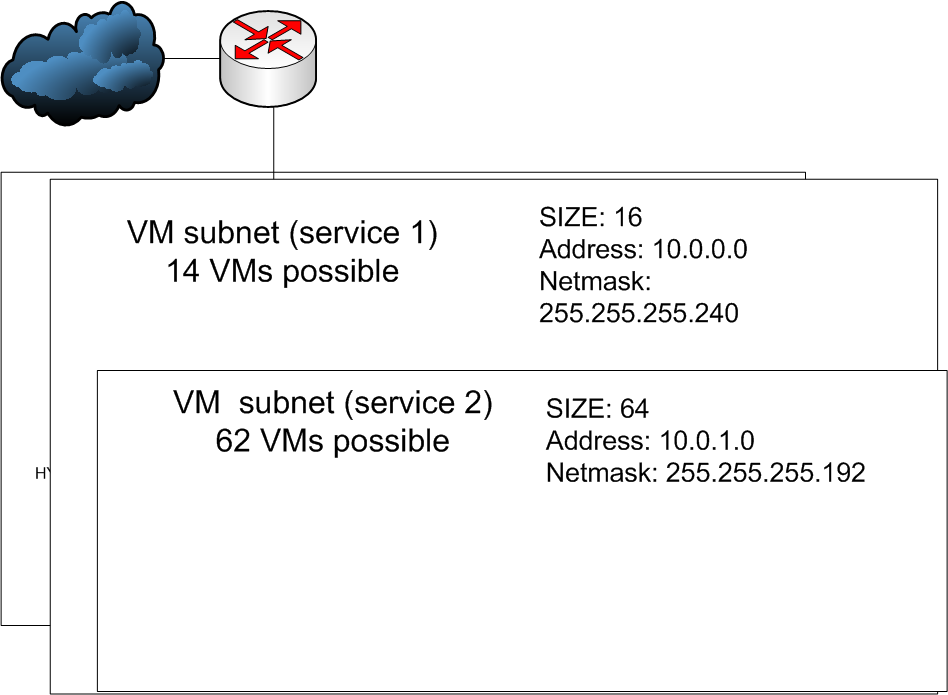 VM subnet (service 1)
14 VMs possible
SIZE: 16
Address: 10.0.0.0
Netmask:
255.255.255.240
VM  subnet (service 2)
62 VMs possible
SIZE: 64
Address: 10.0.1.0
Netmask: 255.255.255.192